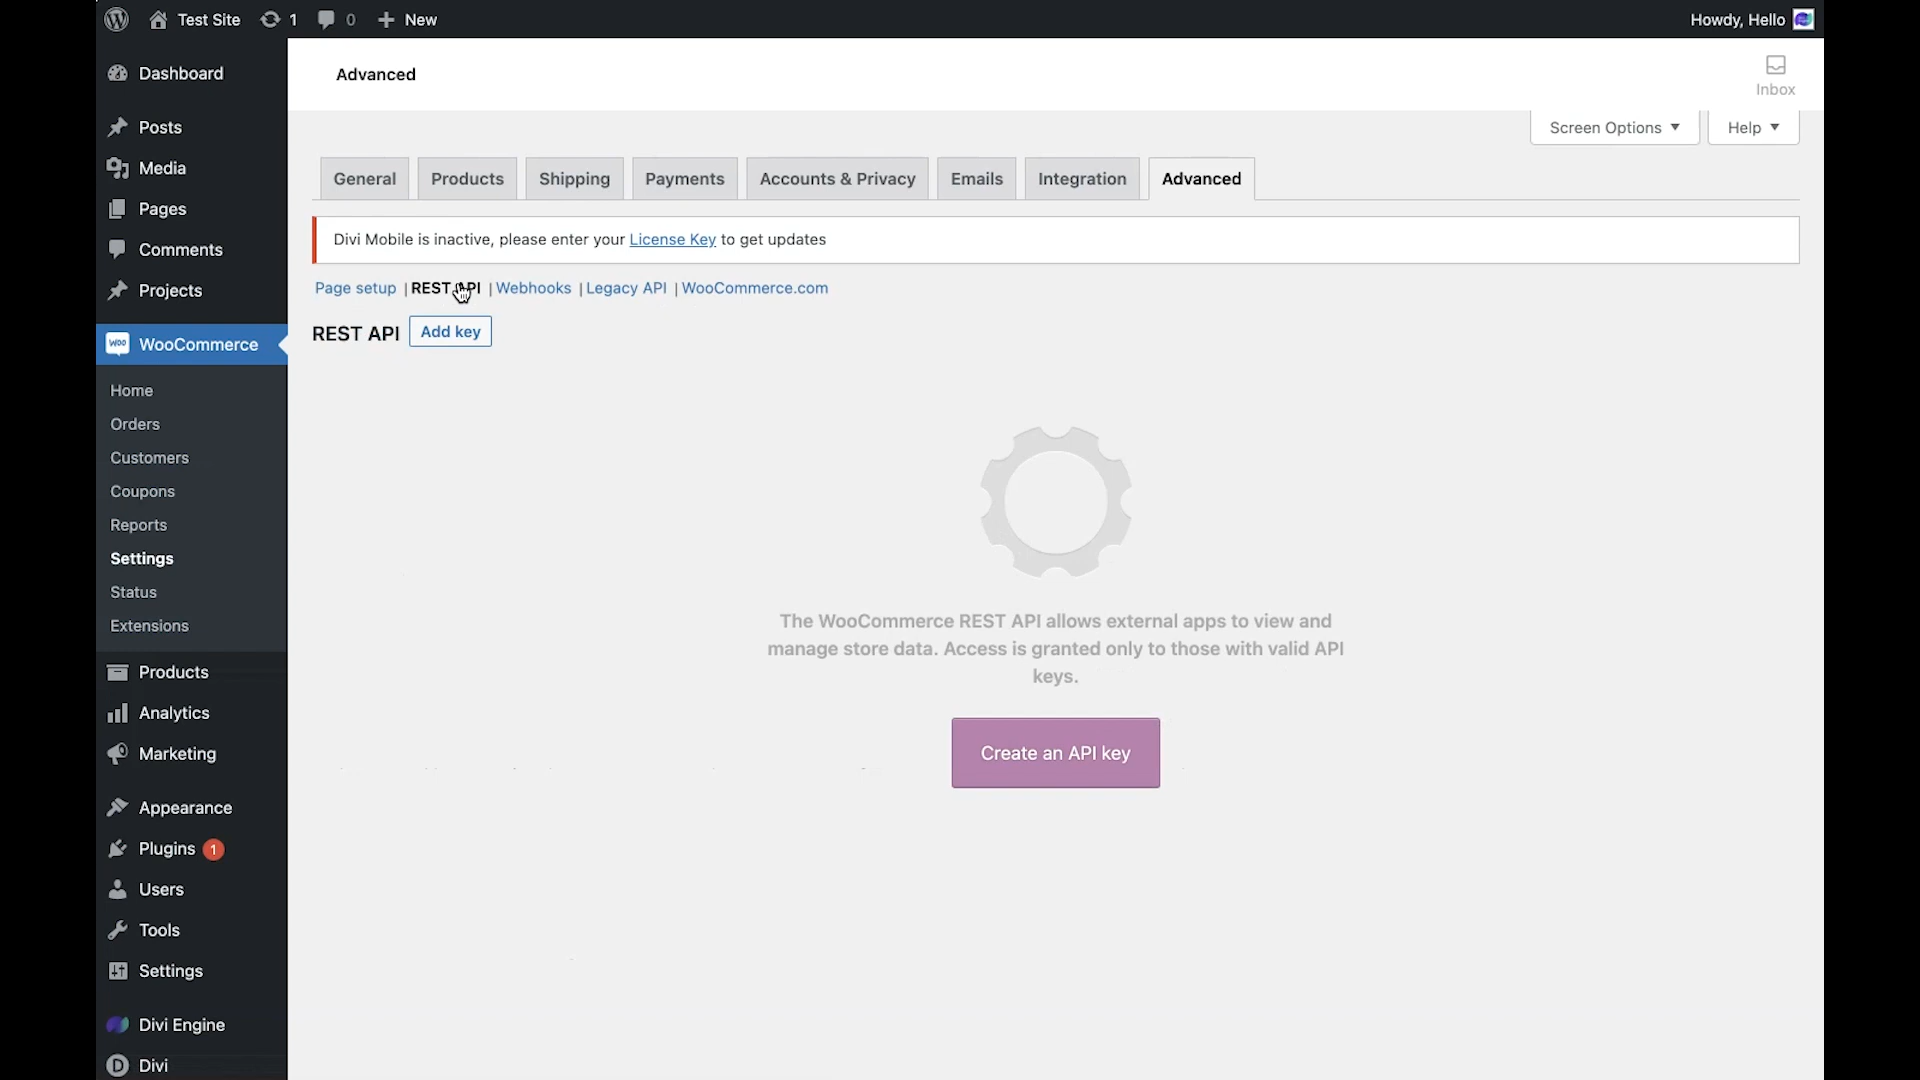 Test Site 1 0 New Howdy, Hello
Dashboard
Posts
Media
Pages
Comments
Projects
woo WooCommerce
Home
Orders
Customers
Coupons
Reports
Settings
Status
Extensions
Products
Analytics
Marketing
Appearance
Plugins 1
Users
Tools
Settings
Divi Engine
D Divi
Advanced
Inbox
Screen Options Help
General Products Shipping Payments Accounts & Privacy Emails Integration Advanced
Divi Mobile is inactive, please enter your License Key to get updates
Page setup | REST API | Webhooks | Legacy API | WooCommerce.com
REST API Add key
The WooCommerce REST API allows external apps to view and
manage store data. Access is granted only to those with valid API
keys.
Create an API key